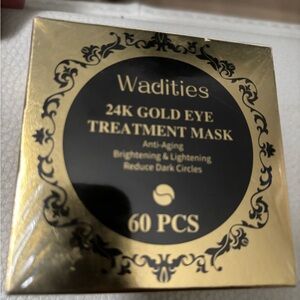 Wadities
24K GOLD EYE
TREATMENT MASK
Anti-Aging
Brightening & Lightening
Reduce Dark Circles
60 PCS